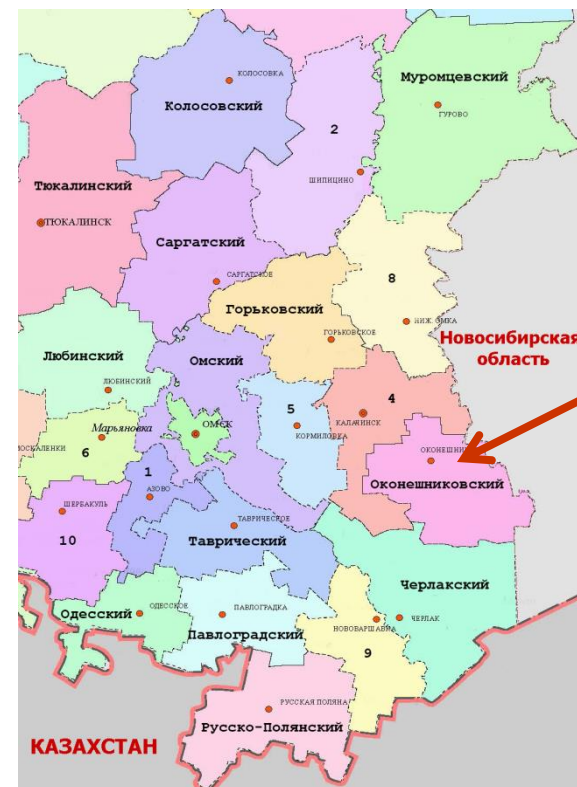 КОЛОСОВКА
Колосовский
Муромцевский
ГУРОВО
2
ШИПИЦИНО
Тюкалинский
ТЮКАЛИНСК
Саргатский
САРГАТСКОЕ
8
Горьковский
ГОРЬКОВСКОЕ
НИЖ. ОМКА
Новосибирская
область
Любинский
ЛЮБИНСКИЙ
Омский
ОМСК
5
КОРМИЛОВКА
4
КАЛАЧИНСК
Марьяновка
МОСКАЛЕНКИ
6
ОКОНЕШНИ
Оконешниковский
1
АЗОВО
ШЕРБАКУЛЬ
10
ТАВРИЧЕСКОЕ
Таврический
Черлакский
Одесский
ОДЕССКОЕ
ПАВЛОГРАДКА
Павлоградский
НОВОВАРШАВКА
ЧЕРЛАК
9
РУССКАЯ ПОЛЯНА
Русско-Полянский
КАЗАХСТАН